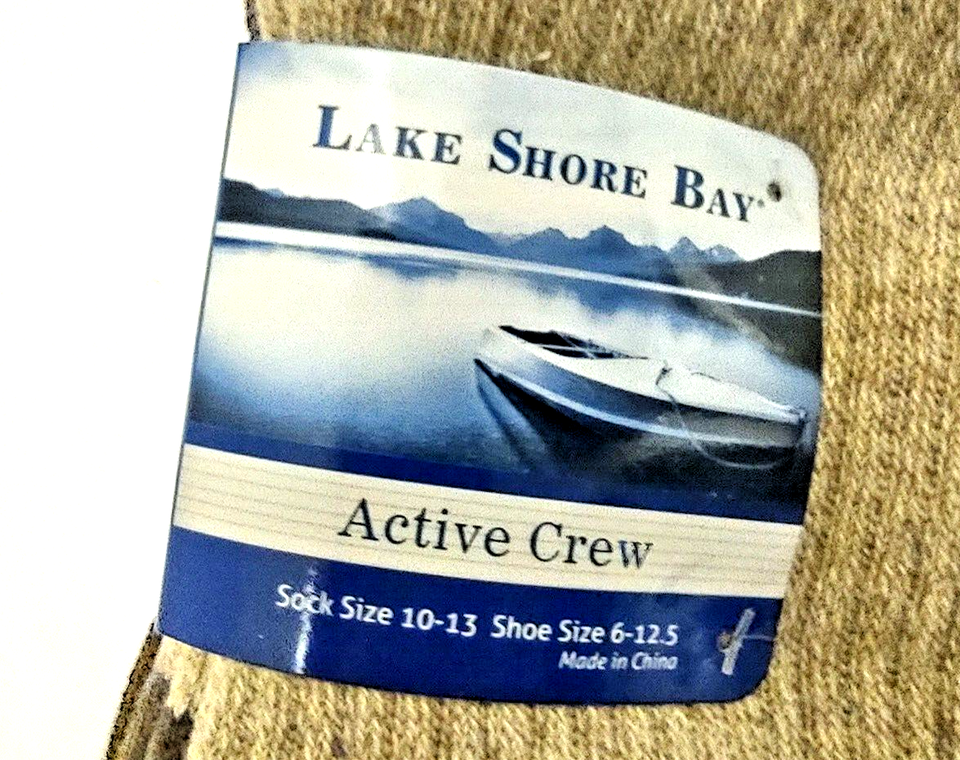 LAKE SHORE BAY
Active Crew
Sock Size 10-13 Shoe Size 6-12.5
Made in China